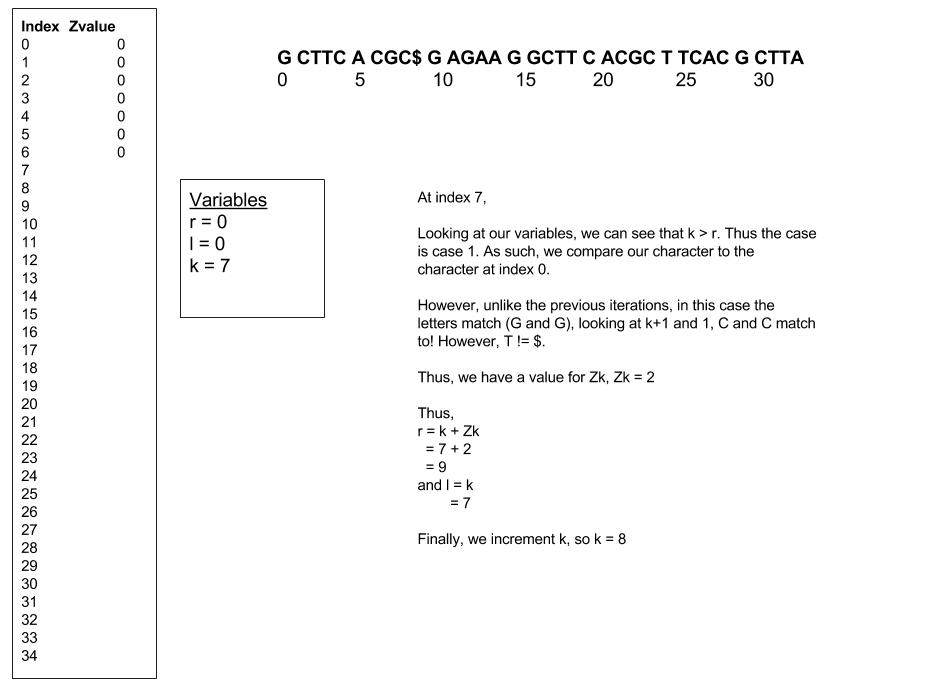 Index Zvalue
0 0
1 0
2 0
3 0
4 0
5 0
6 0
7
8
9
10
11
12
13
14
15
16
17
18
19
20
21
22
23
24
25
26
27
28
29
30
31
32
33
34
G CTTC A CGC$ G AGAA G GCTT C ACGC T TCAC G CTTA
0 5 10 15 20 25 30
Variables
r = 0
l = 0
k = 7
At index 7,
Looking at our variables, we can see that k > r. Thus the case
is case 1. As such, we compare our character to the
character at index 0.
However, unlike the previous iterations, in this case the
letters match (G and G), looking at k+1 and 1, C and C match
to! However, T != $.
Thus, we have a value for Zk, Zk = 2
Thus,
r = k + Zk
= 7 + 2
= 9
and l = k
= 7
Finally, we increment k, so k = 8